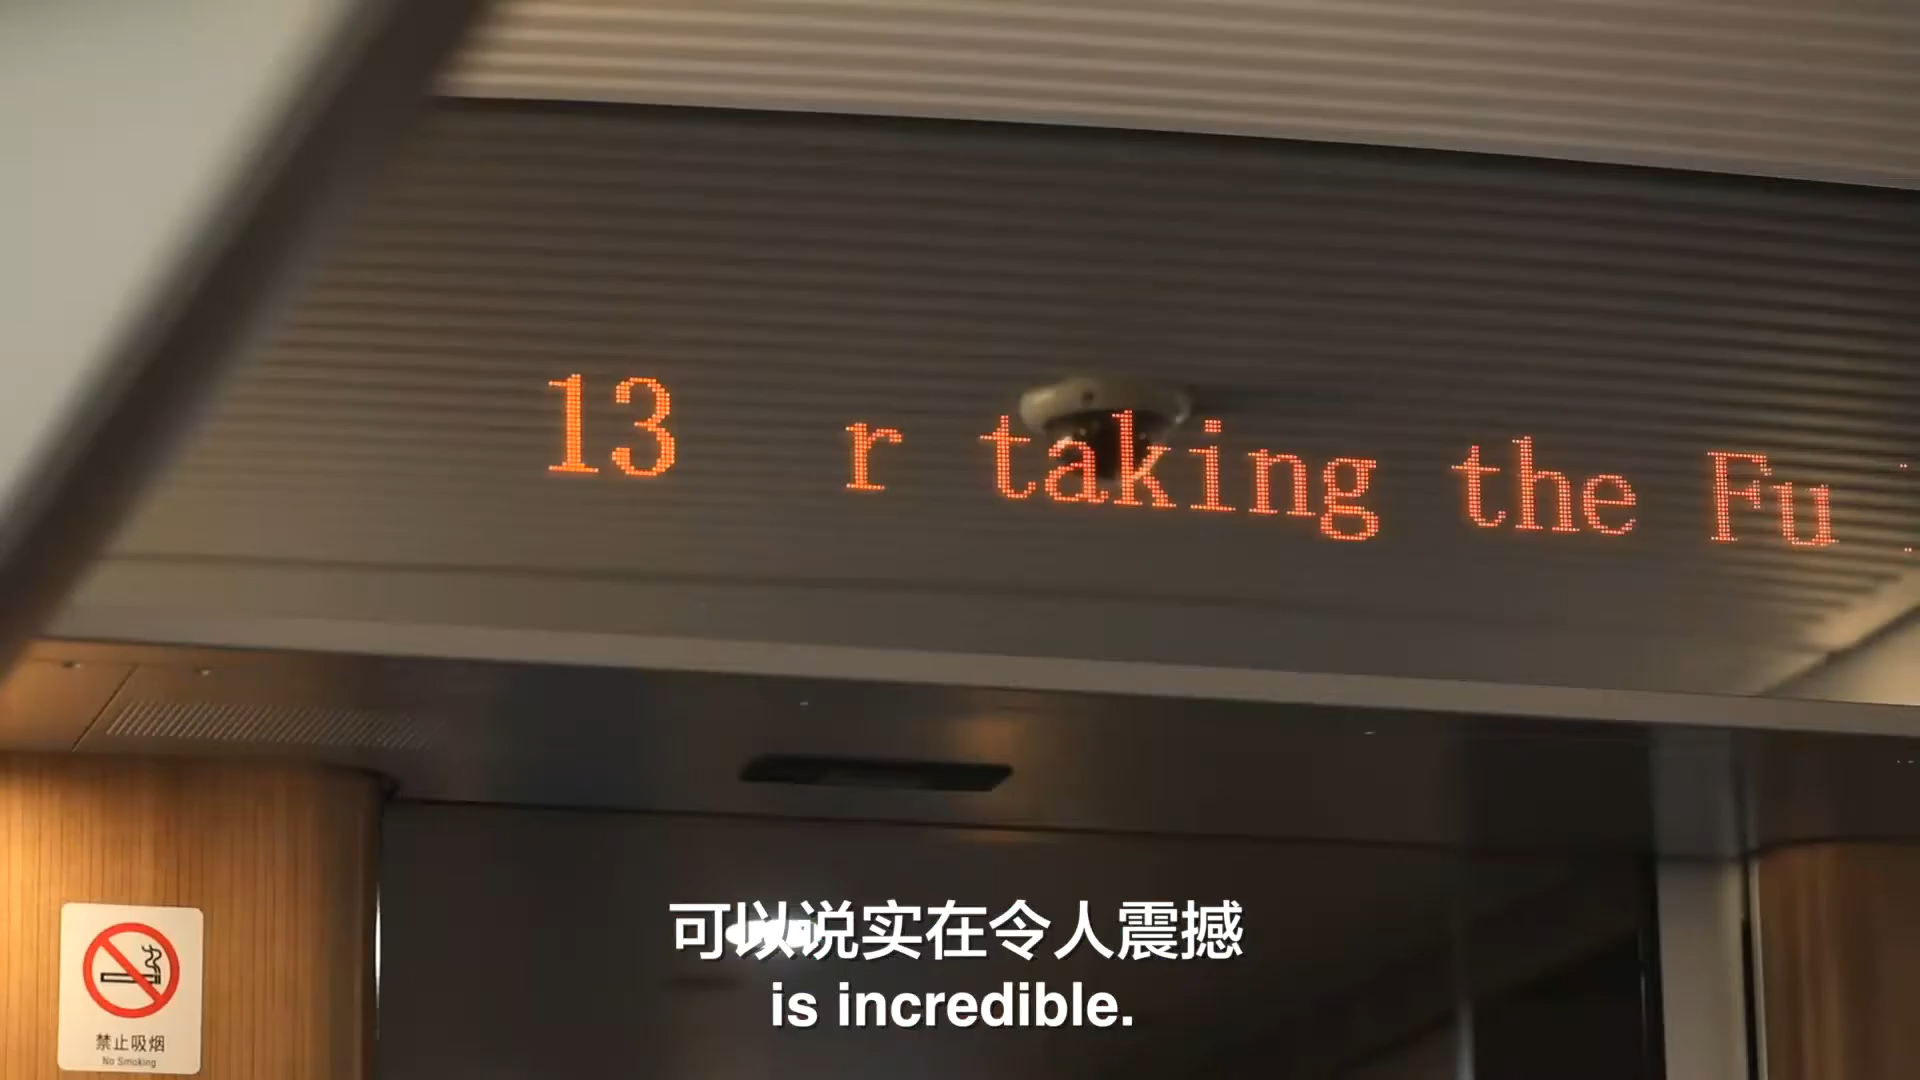 13 r taking the Fu
可以说实在令人震撼
is incredible.
禁止吸烟
No Smoking